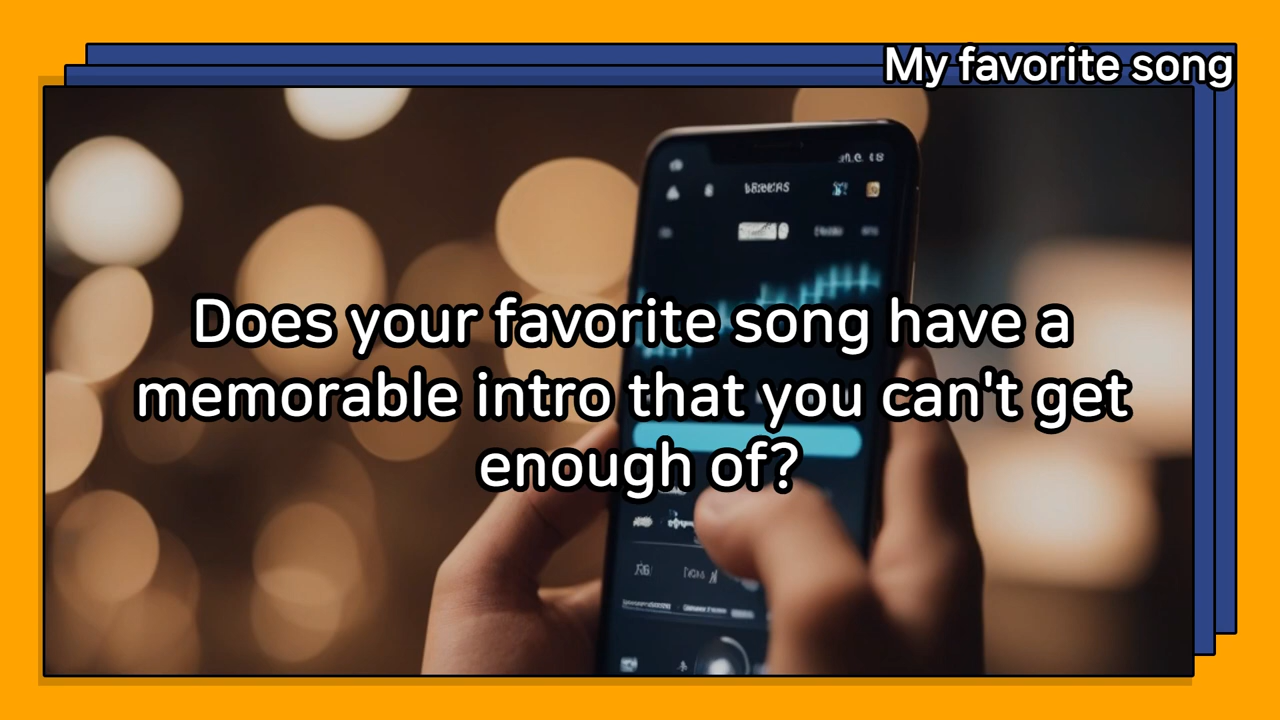 My favorite song
Does your favorite song have a
memorable intro that you can't get
enough of?